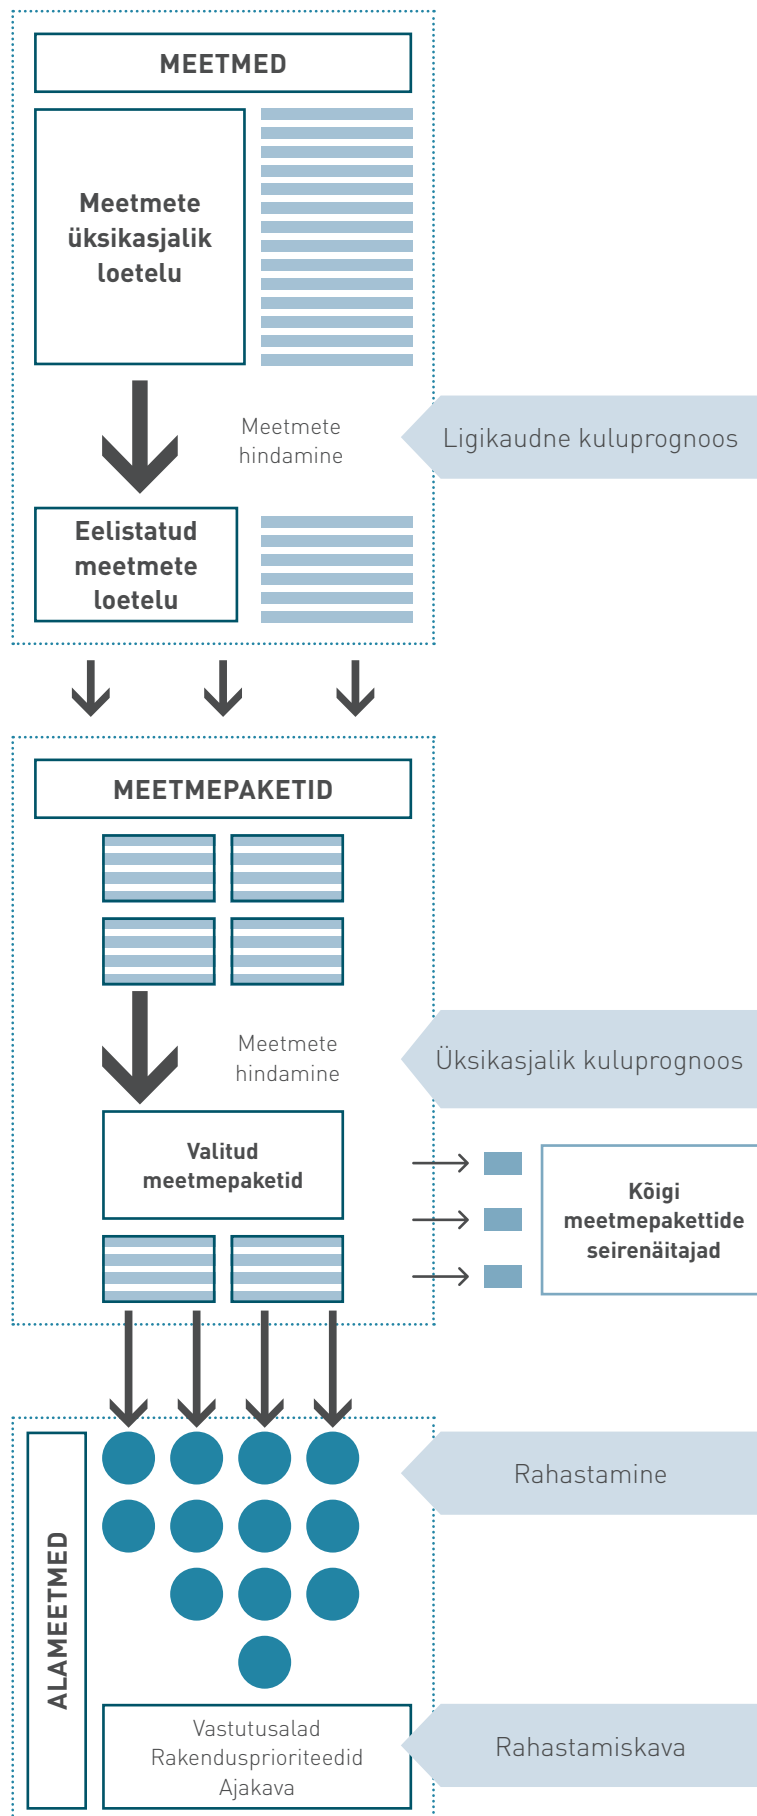 MEETMED
Meetmete
üksikasjalik
loetelu
Meetmete
hindamine
Ligikaudne kuluprognoos
Eelistatud
meetmete
loetelu
MEETMEPAKETID
Meetmete
hindamine
Üksikasjalik kuluprognoos
Valitud
meetmepaketid
Kõigi
meetmepakettide
seirenäitajad
ALAMEETMED
Rahastamine
Vastutusalad
Rakendusprioriteedid
Ajakava
Rahastamiskava